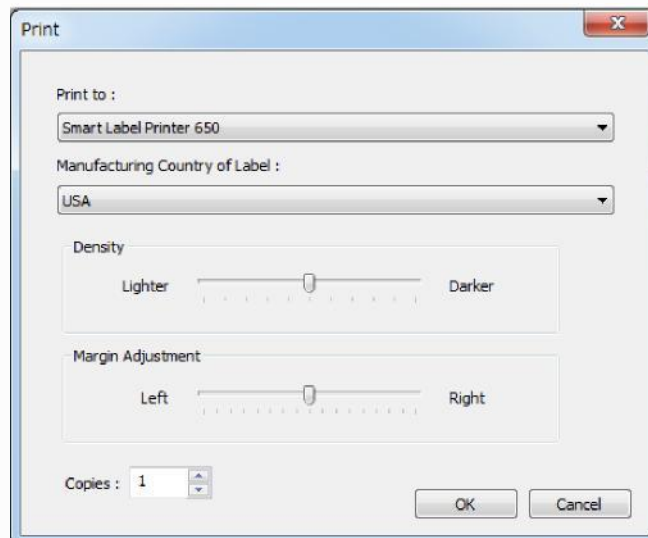 Print
Print to :
Smart Label Printer 650
Manufacturing Country of Label :
USA
Density
Lighter Darker
Margin Adjustment
Left Right
Copies : 1
OK Cancel